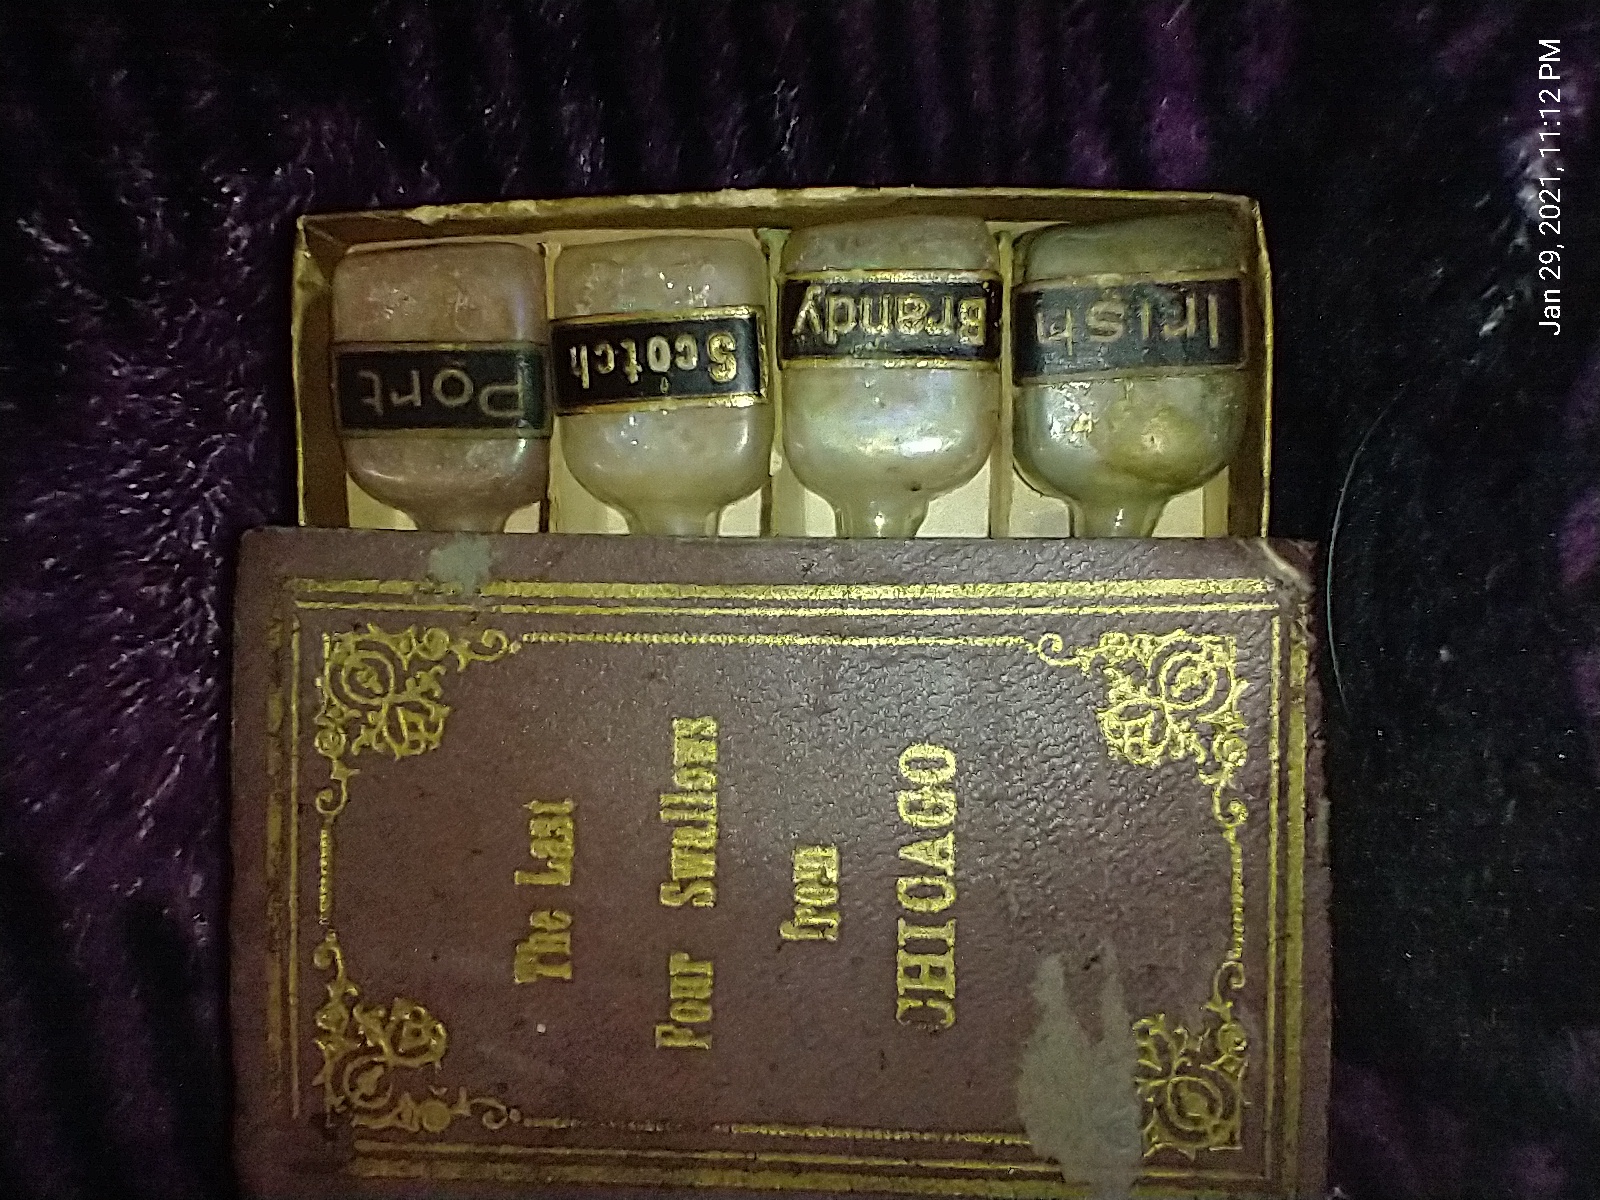 Port
Scotch
Brandy
Irish
The Last
Four Swallows
from
CHICAGO
Jan 29, 2021, 11:12 PM